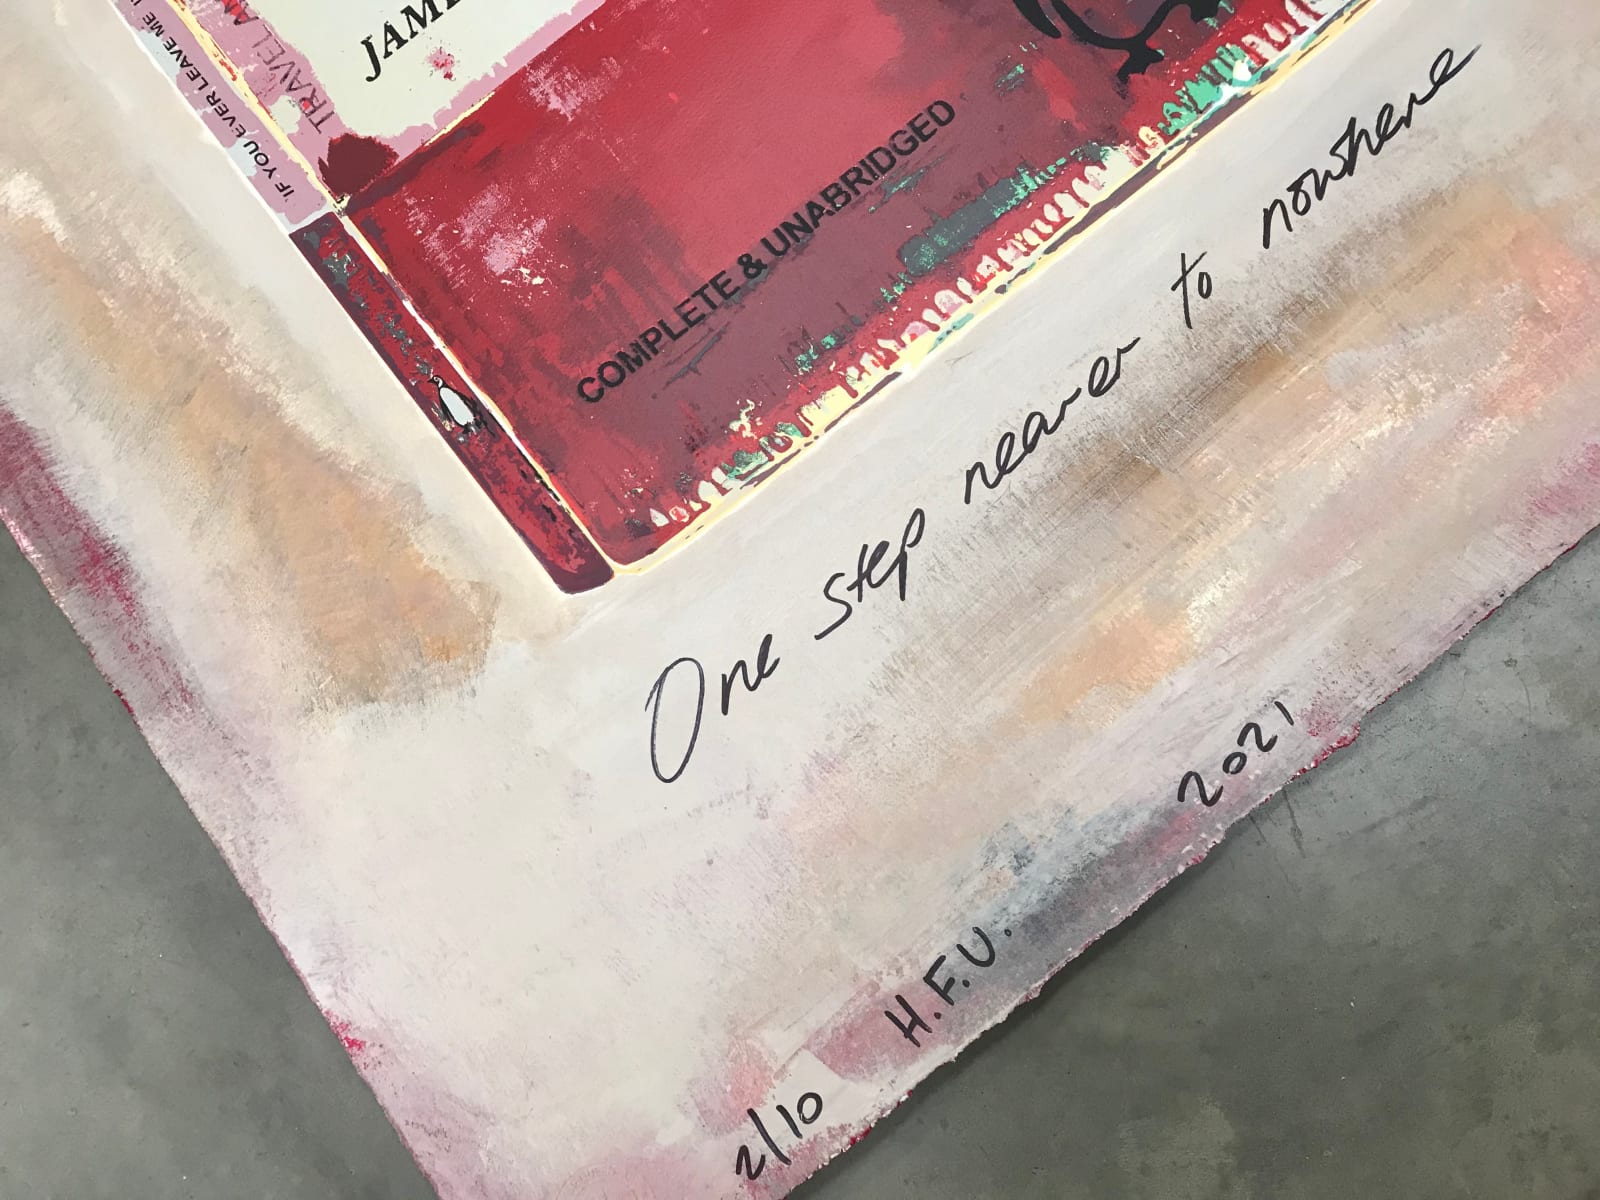 TRAVEL
JAM
'IF YOU EVER LEAVE ME
COMPLETE & UNABRIDGED
One step nearer to nowhere
2/10 H.F.U. 2021